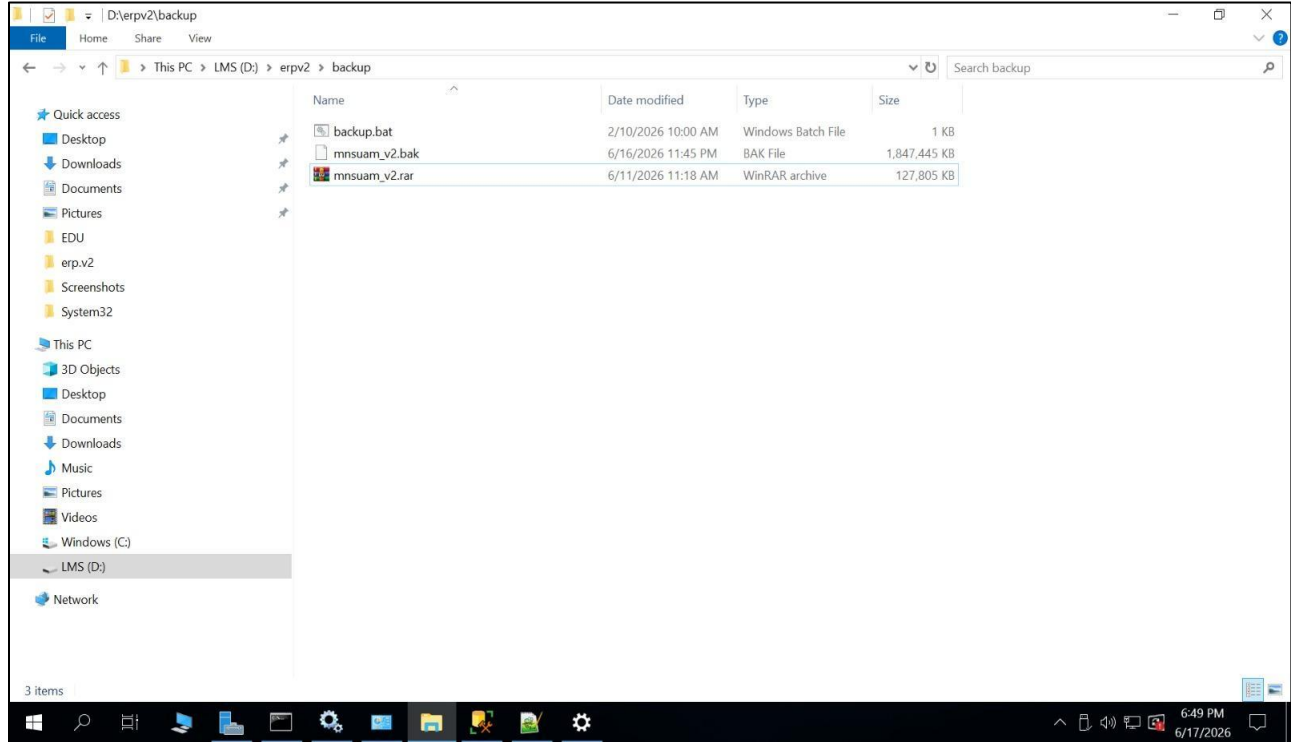 D:\erpv2\backup
File Home Share View
This PC > LMS (D:) > erpv2 > backup
Search backup
Name Date modified Type Size
backup.bat 2/10/2026 10:00 AM Windows Batch File 1 KB
mnsuam_v2.bak 6/16/2026 11:45 PM BAK File 1,847,445 KB
mnsuam_v2.rar 6/11/2026 11:18 AM WinRAR archive 127,805 KB
Quick access
Desktop
Downloads
Documents
Pictures
EDU
erp.v2
Screenshots
System32
This PC
3D Objects
Desktop
Documents
Downloads
Music
Pictures
Videos
Windows (C:)
LMS (D:)
Network
3 items
6:49 PM
6/17/2026